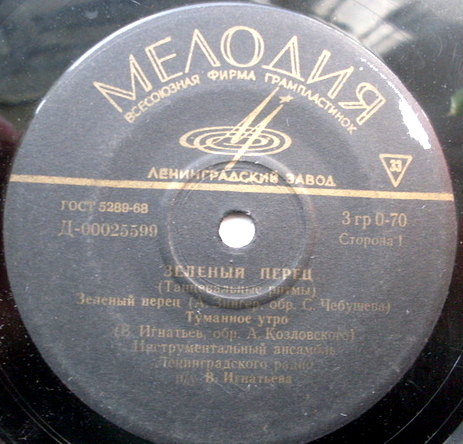 МЕЛОДИЯ
ВСЕСОЮЗНАЯ ФИРМА ГРАМПЛАСТИНОК
ЛЕНИНГРАДСКИЙ ЗАВОД
33
ГОСТ 5289-68
Д-00025599
3 гр 0-70
Сторона 1
ЗЕЛЕНЫЙ ПЕРЕЦ
(Танцевальные ритмы)
Зеленый перец (Д. Зингер, обр. С. Чебушева)
Туманное утро
(В. Игнатьев, обр. А. Козловского)
Инструментальный ансамбль
Ленинградского радио
п/у В. Игнатьева